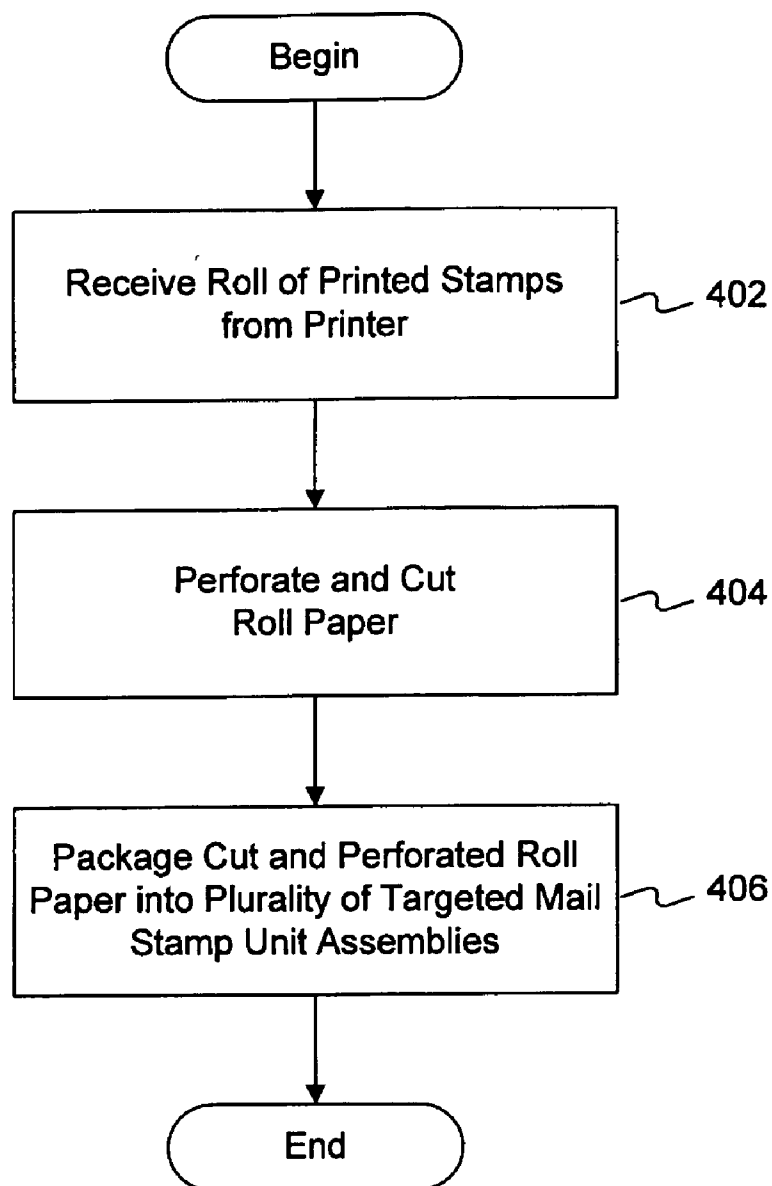 Begin
Receive Roll of Printed Stamps
from Printer
402
Perforate and Cut
Roll Paper
404
Package Cut and Perforated Roll
Paper into Plurality of Targeted Mail
Stamp Unit Assemblies
406
End